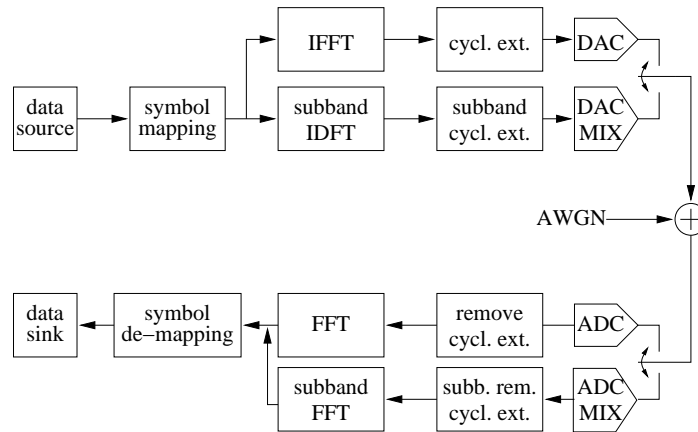 IFFT
cycl. ext.
DAC
data
source
symbol
mapping
subband
IDFT
subband
cycl. ext.
DAC
MIX
AWGN
data
sink
symbol
de-mapping
FFT
remove
cycl. ext.
ADC
subband
FFT
subb. rem.
cycl. ext.
ADC
MIX